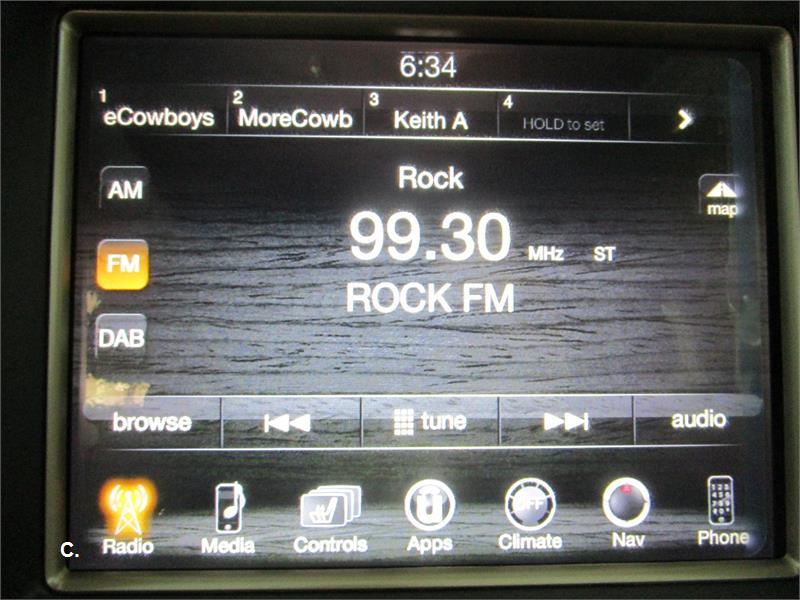 6:34
1 eCowboys 2 MoreCowb 3 Keith A 4 HOLD to set
Rock
AM
map
99.30 MHz ST
FM
ROCK FM
DAB
browse tune audio
OFF
Radio Media Controls Apps Climate Nav Phone
C.